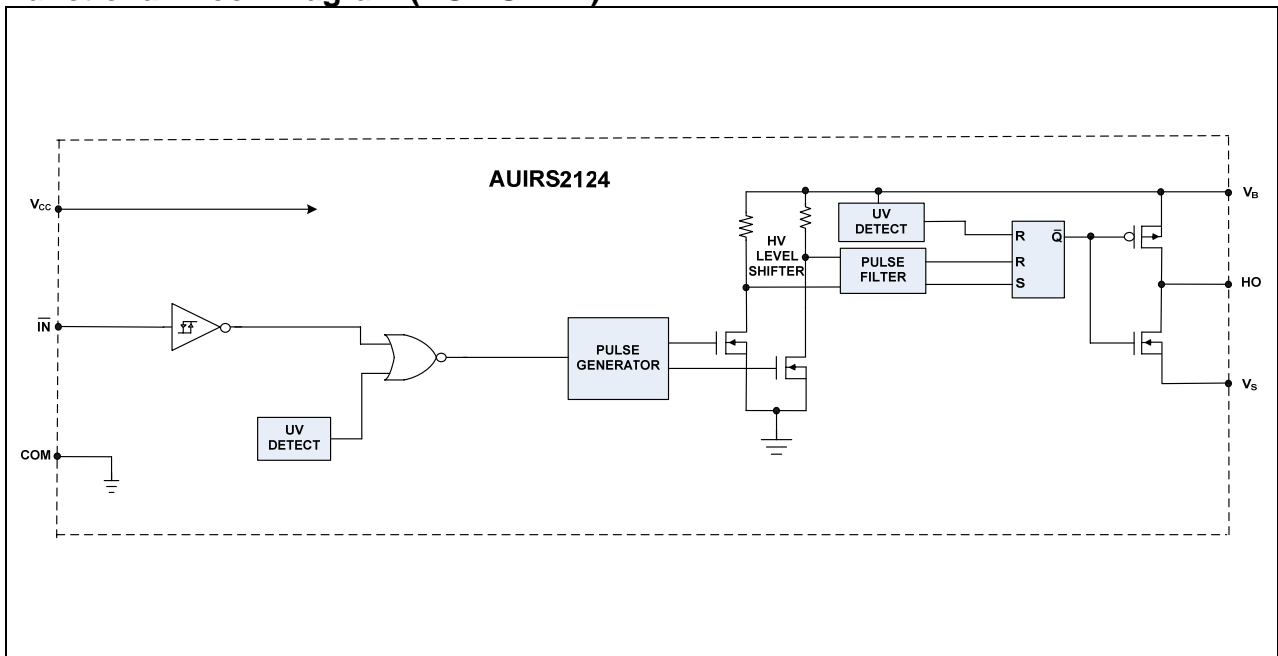 AUIRS2124
VCC
IN
COM
UV
DETECT
PULSE
GENERATOR
HV
LEVEL
SHIFTER
UV
DETECT
PULSE
FILTER
R
R
S
Q
VB
HO
VS